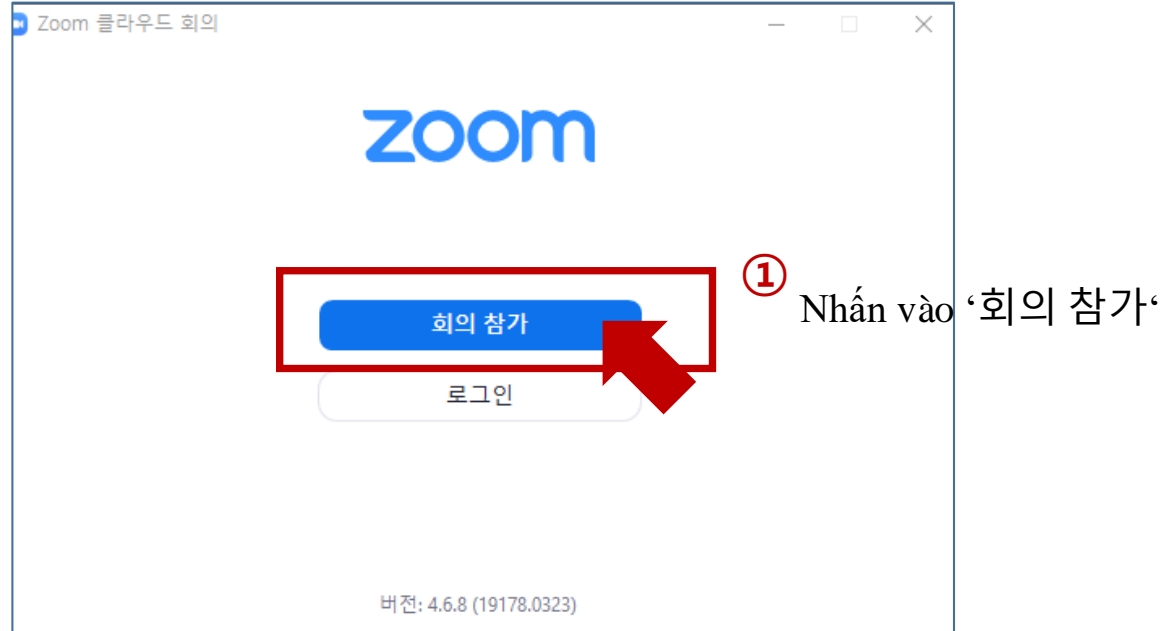 Zoom 클라우드 회의
zoom
회의 참가
①
Nhấn vào ‘회의 참가‘
로그인
버전: 4.6.8 (19178.0323)